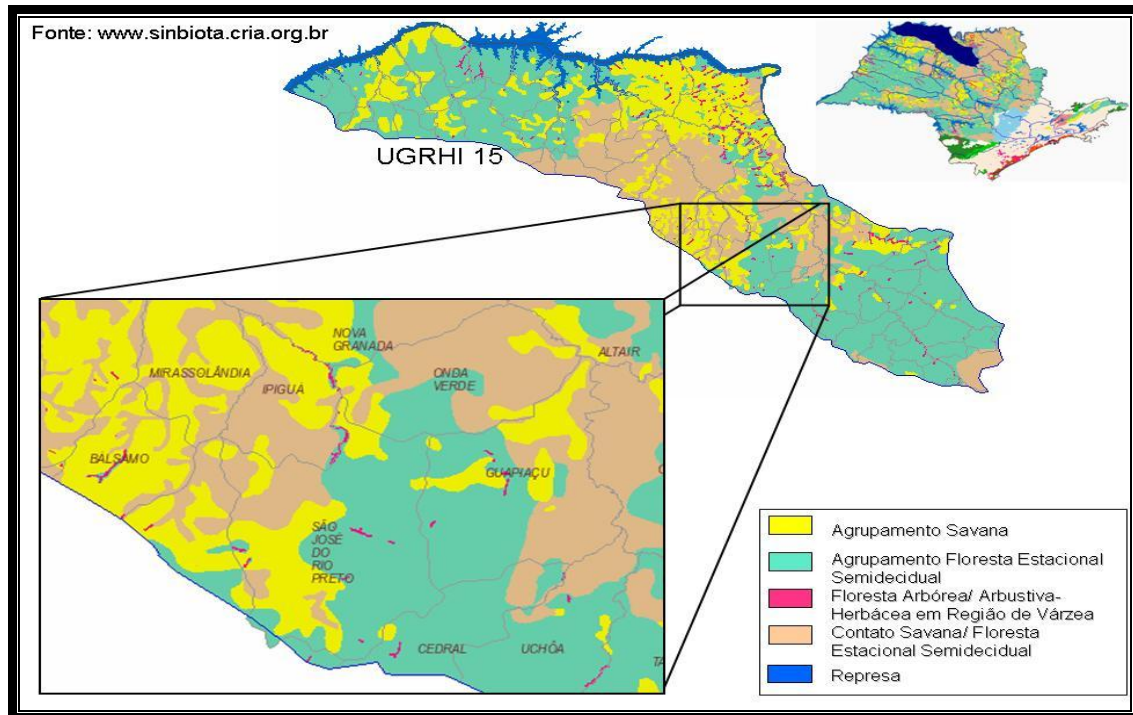 Fonte: www.sinbiota.cria.org.br
UGRHI 15
NOVA
GRANADA
ALTAIR
MIRASSOLÂNDIA
IPIGUÁ
ONDA
VERDE
BALSAMO
GUAPIAÇU
SÃO
JOSÉ
DO
RIO
PRETO
CEDRAL
UCHÔA
TA
Agrupamento Savana
Agrupamento Floresta Estacional
Semidecidual
Floresta Arbórea/ Arbustiva-
Herbácea em Região de Várzea
Contato Savana/ Floresta
Estacional Semidecidual
Represa